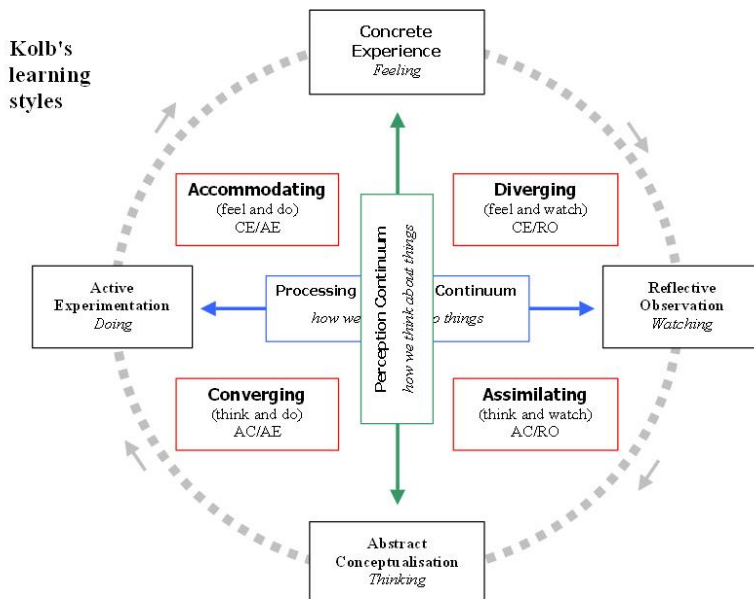 Kolb's
learning
styles
Concrete
Experience
Feeling
Accommodating
(feel and do)
CE/AE
Diverging
(feel and watch)
CE/RO
Active
Experimentation
Doing
Processing Continuum
how we things
Perception Continuum
how we think about things
Reflective
Observation
Watching
Converging
(think and do)
AC/AE
Assimilating
(think and watch)
AC/RO
Abstract
Conceptualisation
Thinking